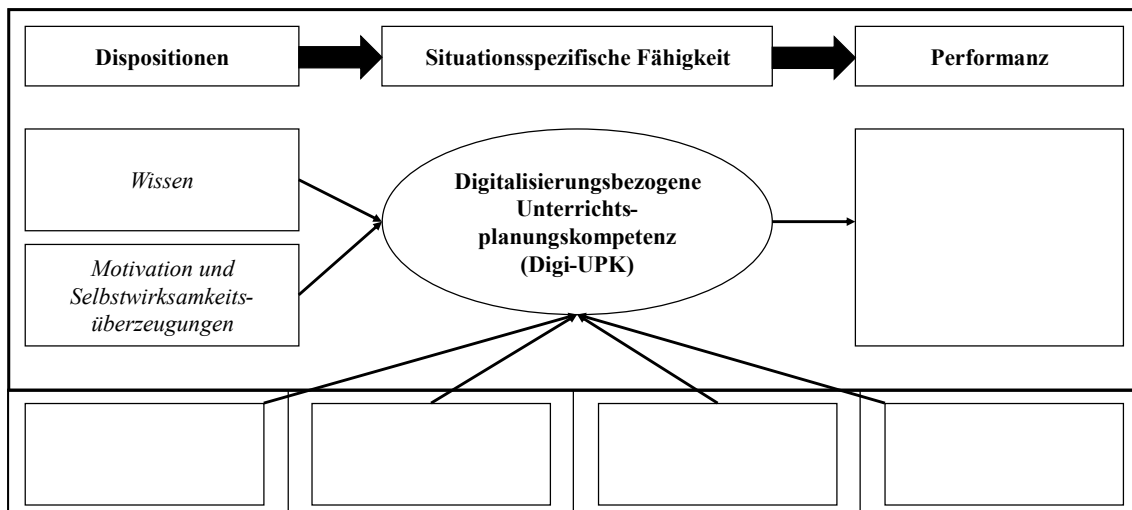 Dispositionen
Situationsspezifische Fähigkeit
Performanz
Wissen
Digitalisierungsbezogene
Unterrichts-
planungskompetenz
(Digi-UPK)
Motivation und
Selbstwirksamkeits-
überzeugungen